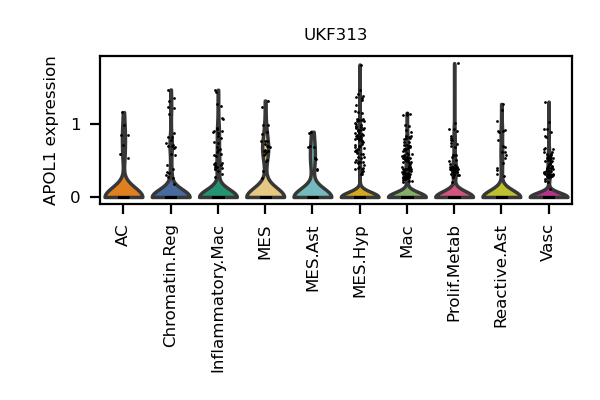 UKF313
APOL1 expression
1
0
AC
Chromatin.Reg
Inflammatory.Mac
MES
MES.Ast
MES.Hyp
Mac
Prolif.Metab
Reactive.Ast
Vasc